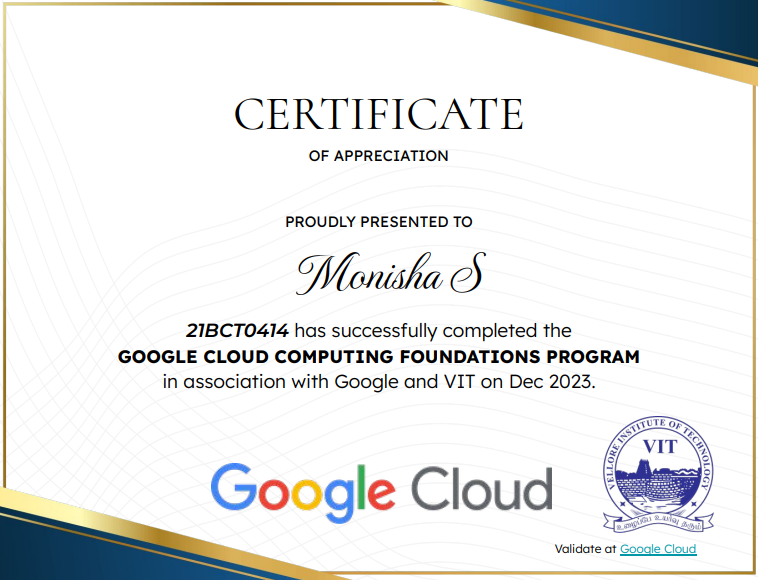 CERTIFICATE
OF APPRECIATION
PROUDLY PRESENTED TO
Monisha S
21BCT0414 has successfully completed the
GOOGLE CLOUD COMPUTING FOUNDATIONS PROGRAM
in association with Google and VIT on Dec 2023.
Google Cloud
VELLORE INSTITUTE OF TECHNOLOGY
VIT
Validate at Google Cloud